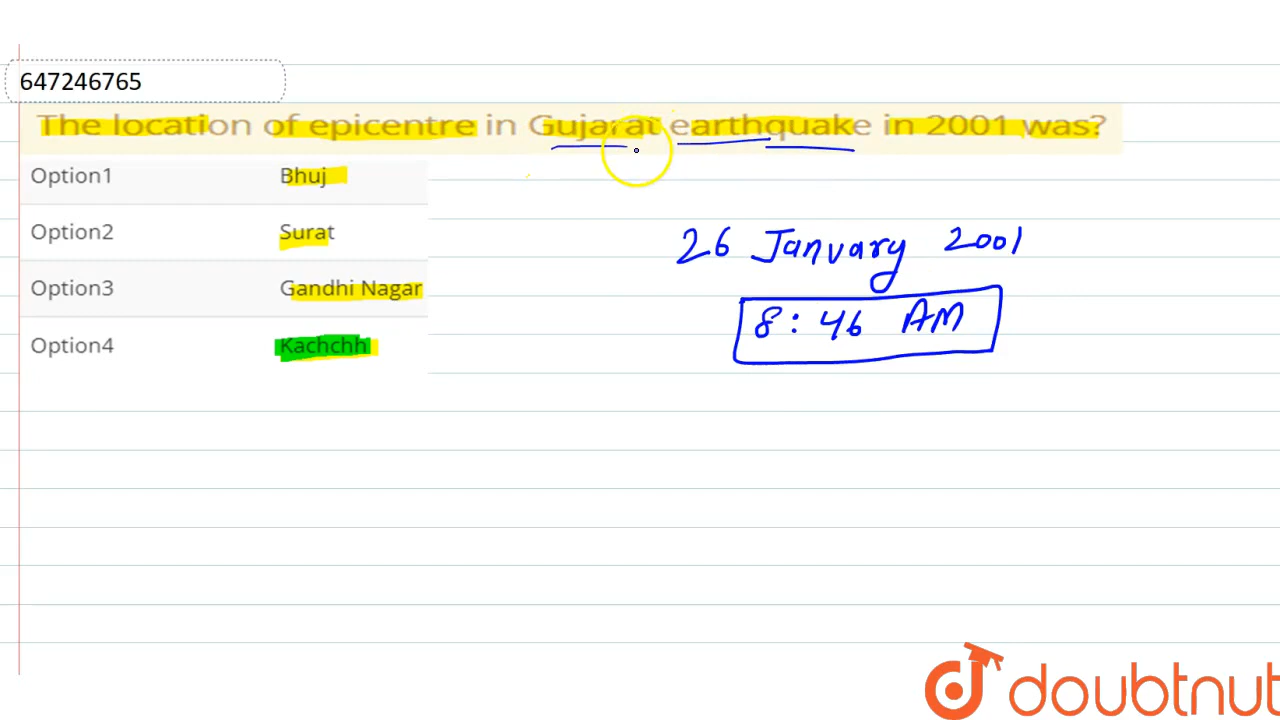 647246765
The location of epicentre in Gujarat earthquake in 2001 was?
Option1 Bhuj
Option2 Surat
Option3 Gandhi Nagar
Option4 Kachchh
26 January 2001
8:46 AM
doubtnut